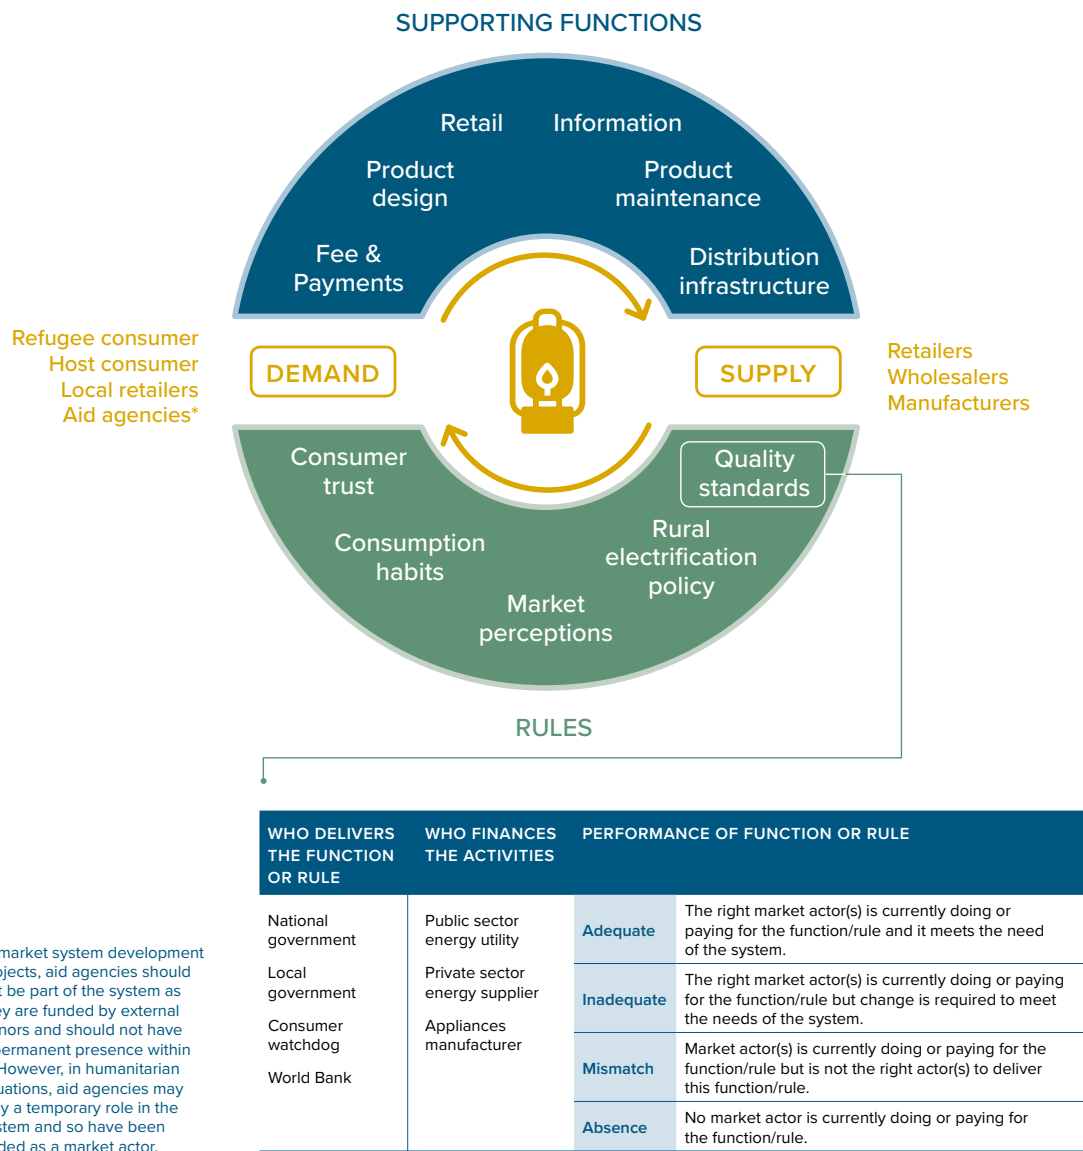 SUPPORTING FUNCTIONS
Retail
Information
Product
design
Product
maintenance
Fee &
Payments
Distribution
infrastructure
Refugee consumer
Host consumer
Local retailers
Aid agencies*
DEMAND
SUPPLY
Retailers
Wholesalers
Manufacturers
Consumer
trust
Quality
standards
Consumption
habits
Rural
electrification
policy
Market
perceptions
RULES
WHO DELIVERS
THE FUNCTION
OR RULE
WHO FINANCES
THE ACTIVITIES
PERFORMANCE OF FUNCTION OR RULE
National
government
Local
government
Consumer
watchdog
World Bank
Public sector
energy utility
Private sector
energy supplier
Appliances
manufacturer
Adequate
The right market actor(s) is currently doing or
paying for the function/rule and it meets the need
of the system.
Inadequate
The right market actor(s) is currently doing or paying
for the function/rule but change is required to meet
the needs of the system.
Mismatch
Market actor(s) is currently doing or paying for the
function/rule but is not the right actor(s) to deliver
this function/rule.
Absence
No market actor is currently doing or paying for
the function/rule.
market system development
aid agencies should
be part of the system as
are funded by external
and should not have
permanent presence within
However, in humanitarian
aid agencies may
a temporary role in the
and so have been
as a market actor.